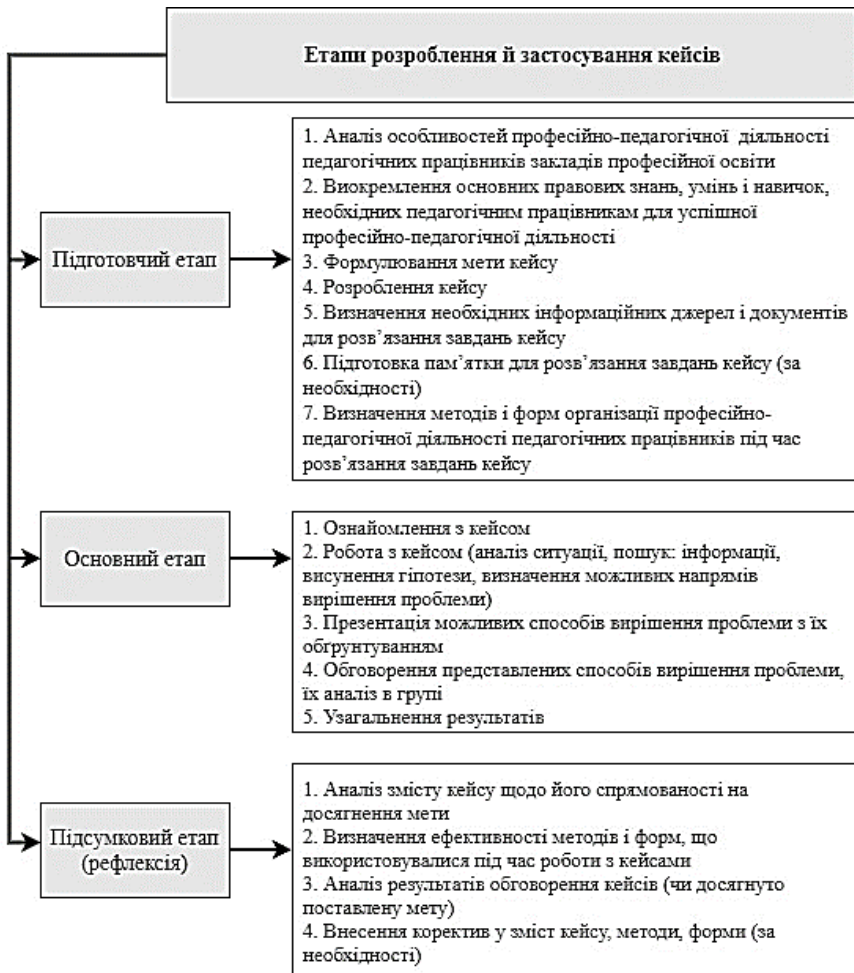 Етапи розроблення й застосування кейсів
Підготовчий етап
1. Аналіз особливостей професійно-педагогічної діяльності
педагогічних працівників закладів професійної освіти
2. Виокремлення основних правових знань, умінь і навичок,
необхідних педагогічним працівникам для успішної
професійно-педагогічної діяльності
3. Формулювання мети кейсу
4. Розроблення кейсу
5. Визначення необхідних інформаційних джерел і документів
для розв’язання завдань кейсу
6. Підготовка пам’ятки для розв’язання завдань кейсу (за
необхідності)
7. Визначення методів і форм організації професійно-
педагогічної діяльності педагогічних працівників під час
розв’язання завдань кейсу
Основний етап
1. Ознайомлення з кейсом
2. Робота з кейсом (аналіз ситуації, пошук: інформації,
висунення гіпотези, визначення можливих напрямів
вирішення проблеми)
3. Презентація можливих способів вирішення проблеми з їх
обґрунтуванням
4. Обговорення представлених способів вирішення проблеми,
їх аналіз в групі
5. Узагальнення результатів
Підсумковий етап
(рефлексія)
1. Аналіз змісту кейсу щодо його спрямованості на
досягнення мети
2. Визначення ефективності методів і форм, що
використовувалися під час роботи з кейсами
3. Аналіз результатів обговорення кейсів (чи досягнуто
поставлену мету)
4. Внесення коректив у зміст кейсу, методи, форми (за
необхідності)